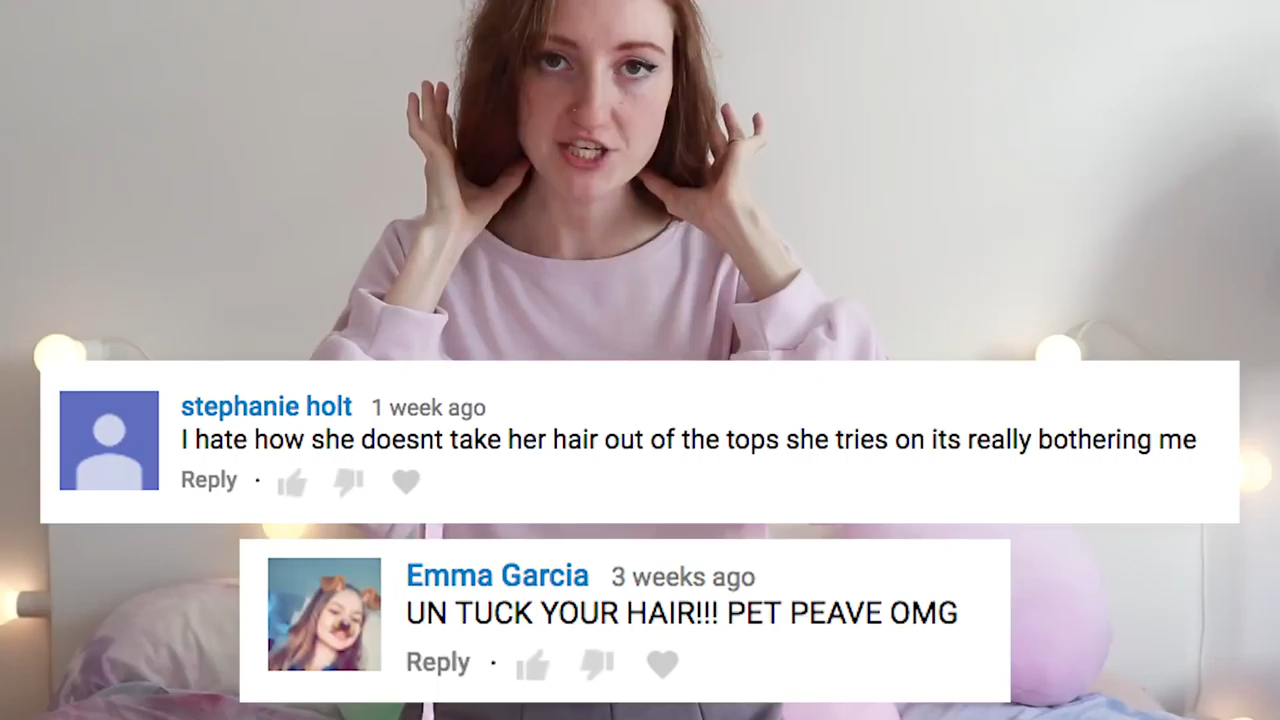 stephanie holt 1 week ago
I hate how she doesnt take her hair out of the tops she tries on its really bothering me
Reply ·
Emma Garcia 3 weeks ago
UN TUCK YOUR HAIR!!! PET PEAVE OMG
Reply ·